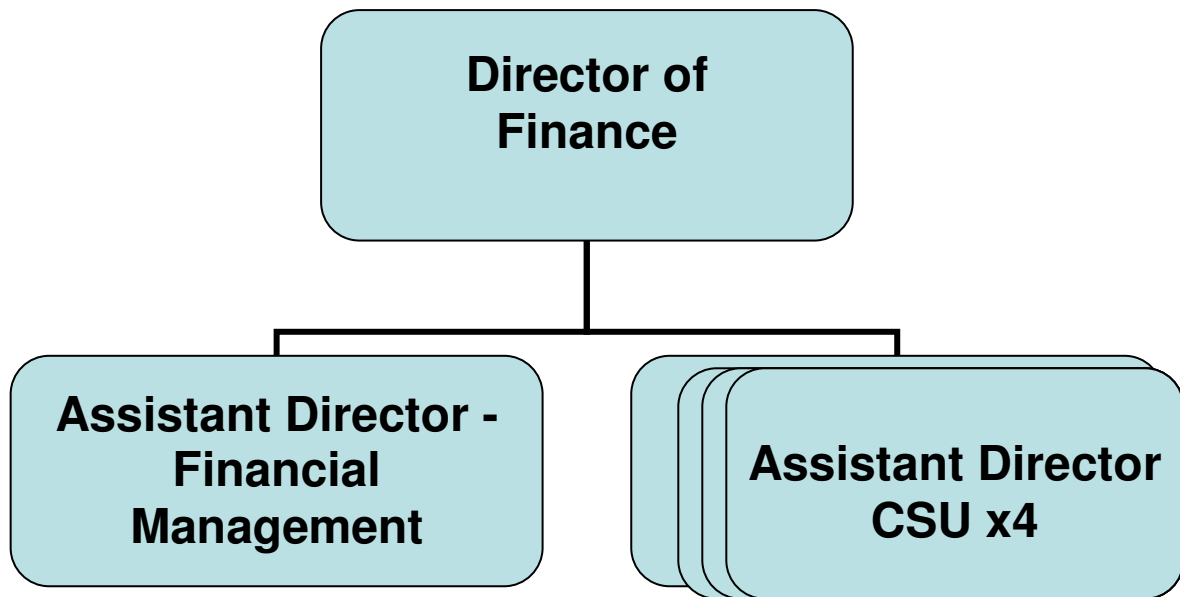 Director of
Finance
Assistant Director -
Financial
Management
Assistant Director
CSU x4